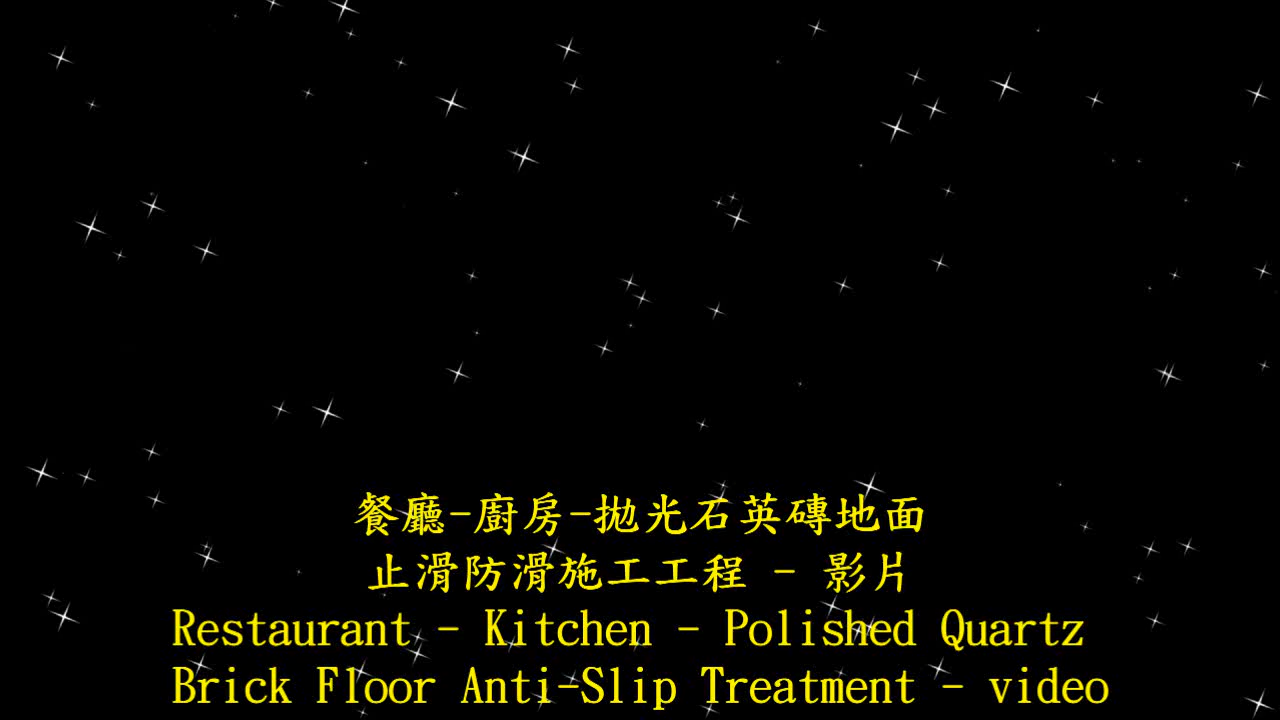 餐廳-廚房-拋光石英磚地面
止滑防滑施工工程 - 影片
Restaurant - Kitchen - Polished Quartz
Brick Floor Anti-Slip Treatment - video